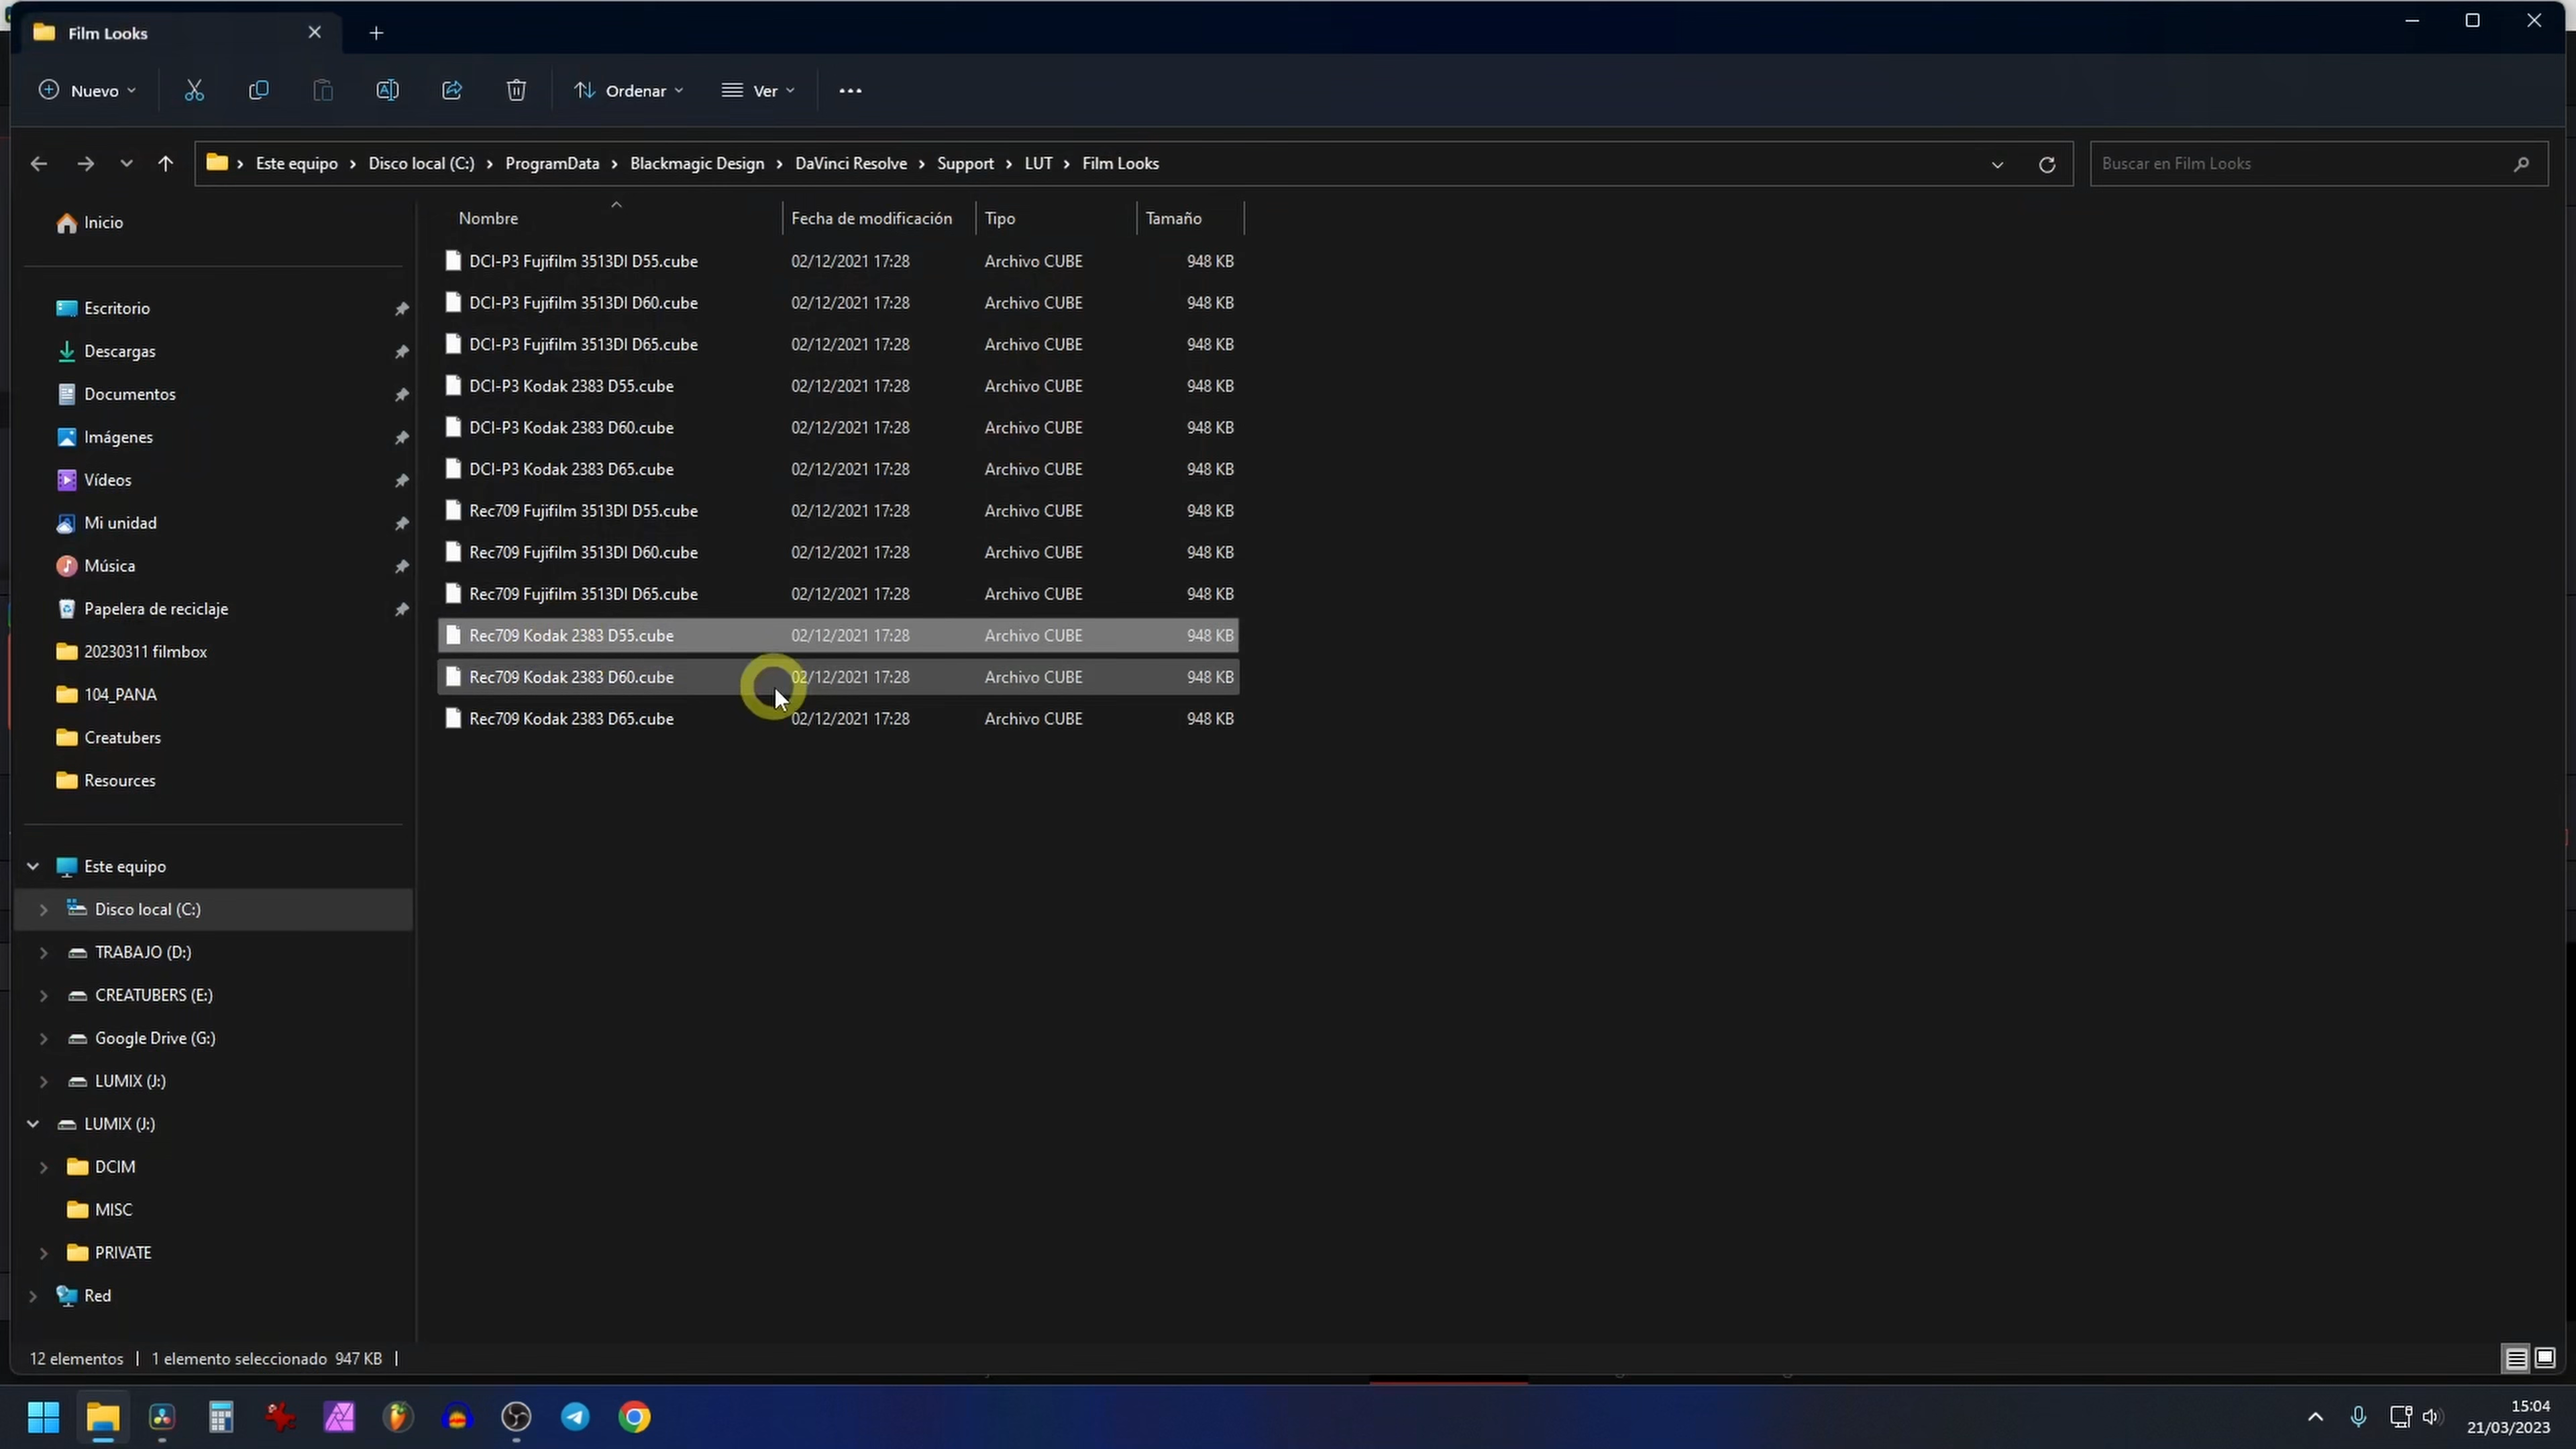 Film Looks
Nuevo
Ordenar
Ver
Este equipo › Disco local (C:) › ProgramData › Blackmagic Design › DaVinci Resolve › Support › LUT › Film Looks
Buscar en Film Looks
Inicio
Escritorio
Descargas
Documentos
Imágenes
Vídeos
Mi unidad
Música
Papelera de reciclaje
20230311 filmbox
104_PANA
Creatubers
Resources
Este equipo
Disco local (C:)
TRABAJO (D:)
CREATUBERS (E:)
Google Drive (G:)
LUMIX (J:)
LUMIX (J:)
DCIM
MISC
PRIVATE
Red
Nombre Fecha de modificación Tipo Tamaño
DCI-P3 Fujifilm 3513DI D55.cube 02/12/2021 17:28 Archivo CUBE 948 KB
DCI-P3 Fujifilm 3513DI D60.cube 02/12/2021 17:28 Archivo CUBE 948 KB
DCI-P3 Fujifilm 3513DI D65.cube 02/12/2021 17:28 Archivo CUBE 948 KB
DCI-P3 Kodak 2383 D55.cube 02/12/2021 17:28 Archivo CUBE 948 KB
DCI-P3 Kodak 2383 D60.cube 02/12/2021 17:28 Archivo CUBE 948 KB
DCI-P3 Kodak 2383 D65.cube 02/12/2021 17:28 Archivo CUBE 948 KB
Rec709 Fujifilm 3513DI D55.cube 02/12/2021 17:28 Archivo CUBE 948 KB
Rec709 Fujifilm 3513DI D60.cube 02/12/2021 17:28 Archivo CUBE 948 KB
Rec709 Fujifilm 3513DI D65.cube 02/12/2021 17:28 Archivo CUBE 948 KB
Rec709 Kodak 2383 D55.cube 02/12/2021 17:28 Archivo CUBE 948 KB
Rec709 Kodak 2383 D60.cube 02/12/2021 17:28 Archivo CUBE 948 KB
Rec709 Kodak 2383 D65.cube 02/12/2021 17:28 Archivo CUBE 948 KB
12 elementos | 1 elemento seleccionado 947 KB |
15:04
21/03/2023